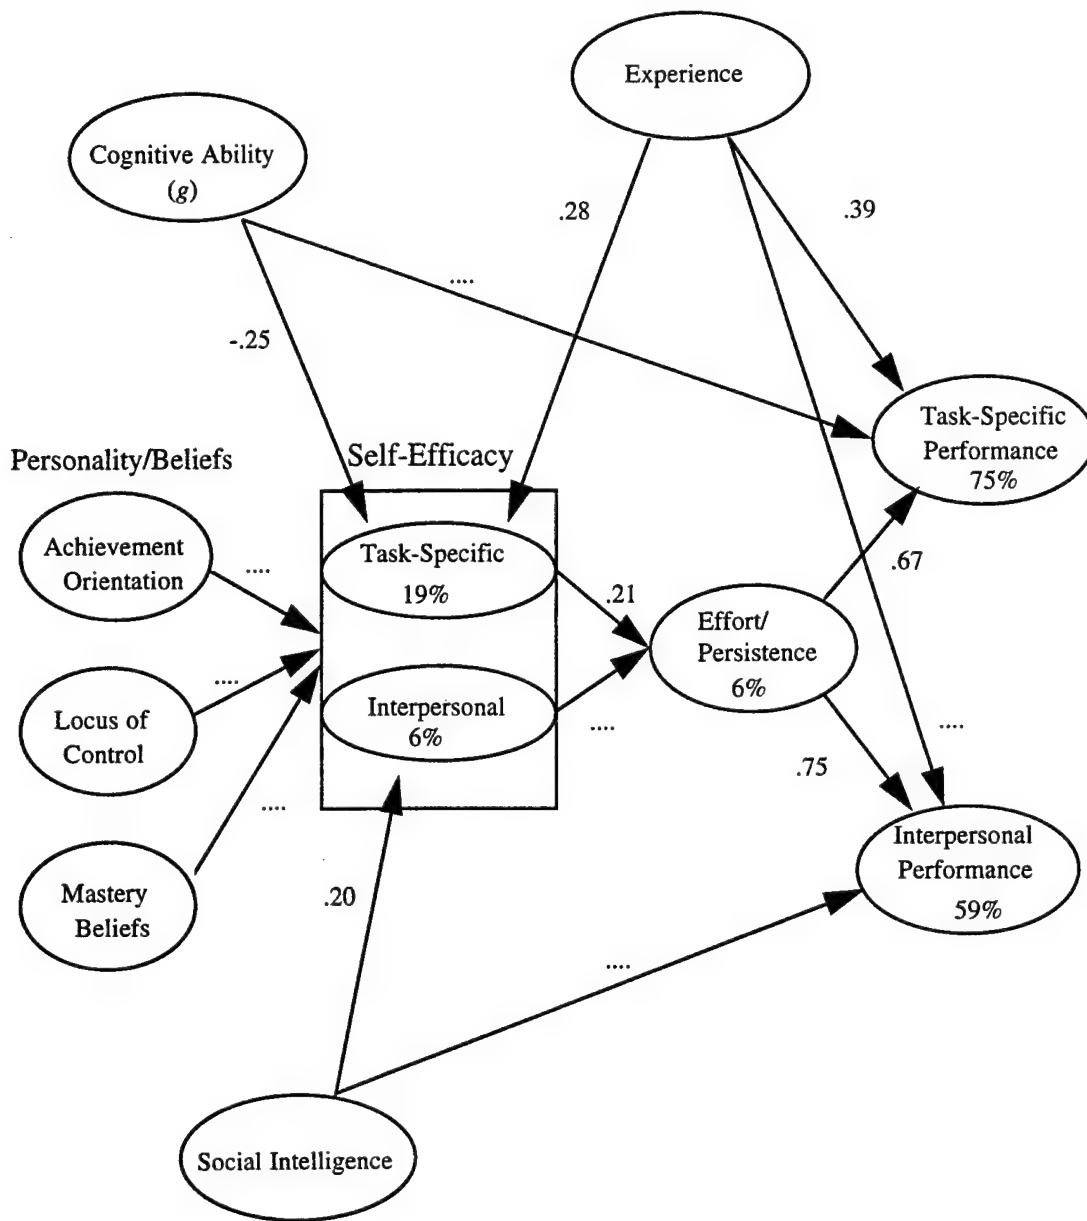 Experience
Cognitive Ability
(g)
.28
.39
....
-.25
Task-Specific
Performance
75%
Personality/Beliefs
Self-Efficacy
Achievement
Orientation
....
Task-Specific
19%
.21
.67
Effort/
Persistence
6%
Locus of
Control
....
Interpersonal
6%
....
....
.75
....
Interpersonal
Performance
59%
Mastery
Beliefs
.20
....
Social Intelligence